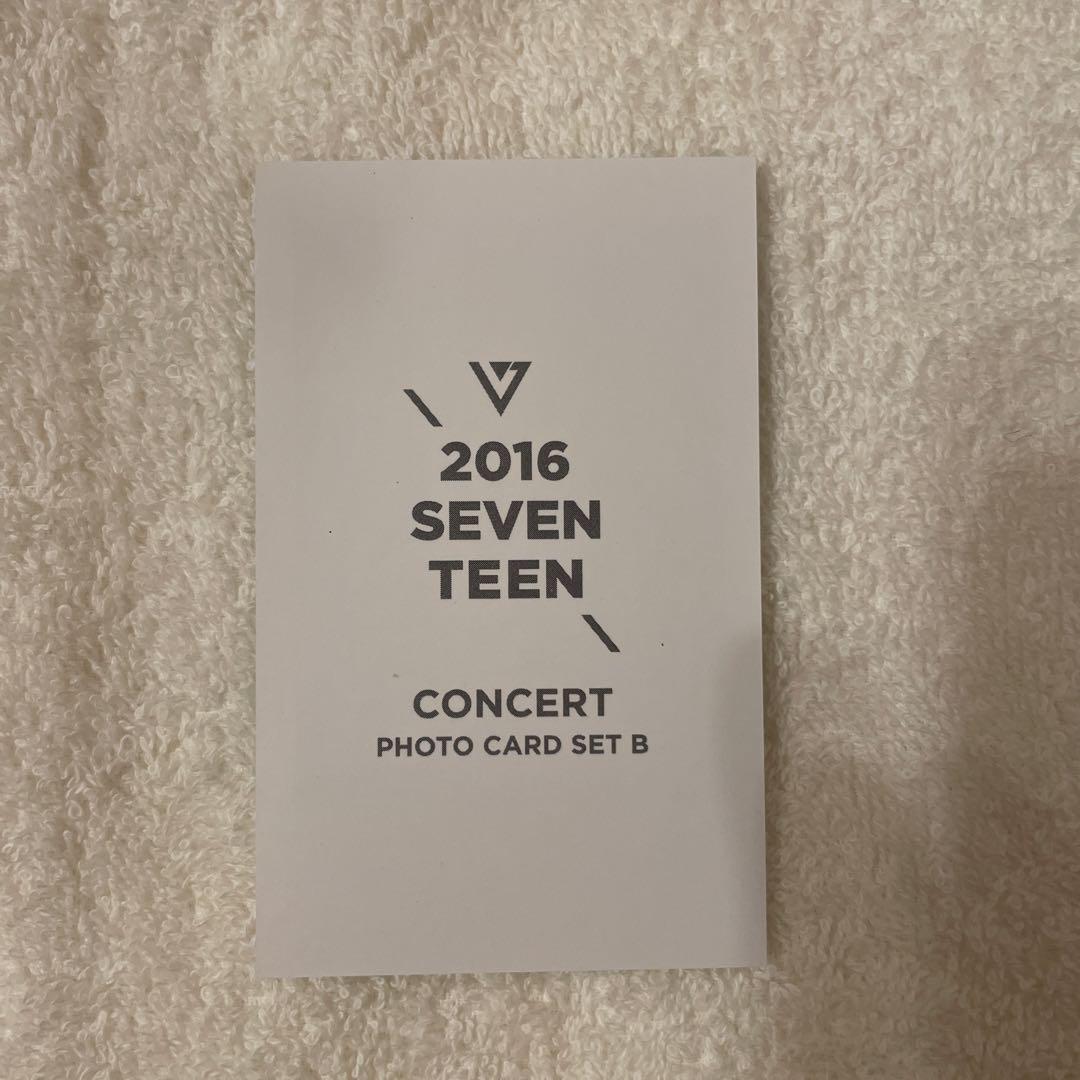 2016
SEVEN
TEEN
CONCERT
PHOTO CARD SET B